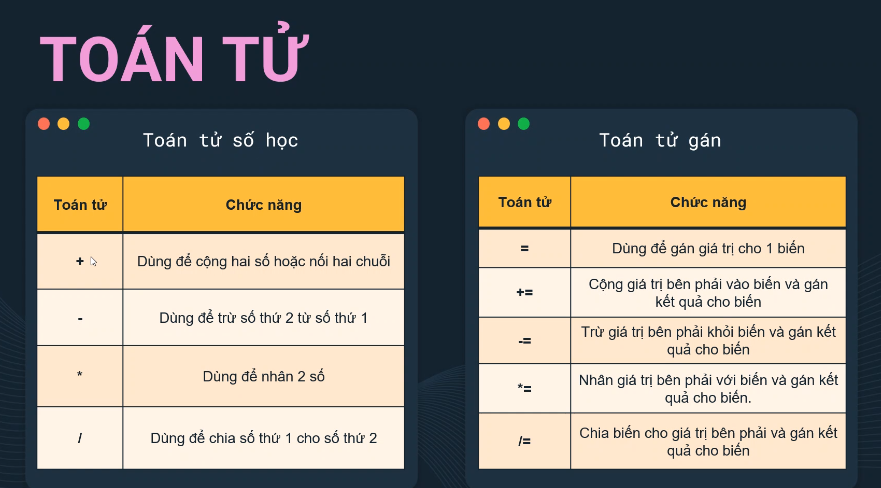 TOÁN TỬ
Toán tử số học
Toán tử
Chức năng
+
Dùng để cộng hai số hoặc nối hai chuỗi
-
Dùng để trừ số thứ 2 từ số thứ 1
*
Dùng để nhân 2 số
/
Dùng để chia số thứ 1 cho số thứ 2
Toán tử gán
Toán tử
Chức năng
=
Dùng để gán giá trị cho 1 biến
+=
Cộng giá trị bên phải vào biến và gán
kết quả cho biến
-=
Trừ giá trị bên phải khỏi biến và gán kết
quả cho biến
*=
Nhân giá trị bên phải với biến và gán kết
quả cho biến.
/=
Chia biến cho giá trị bên phải và gán kết
quả cho biến